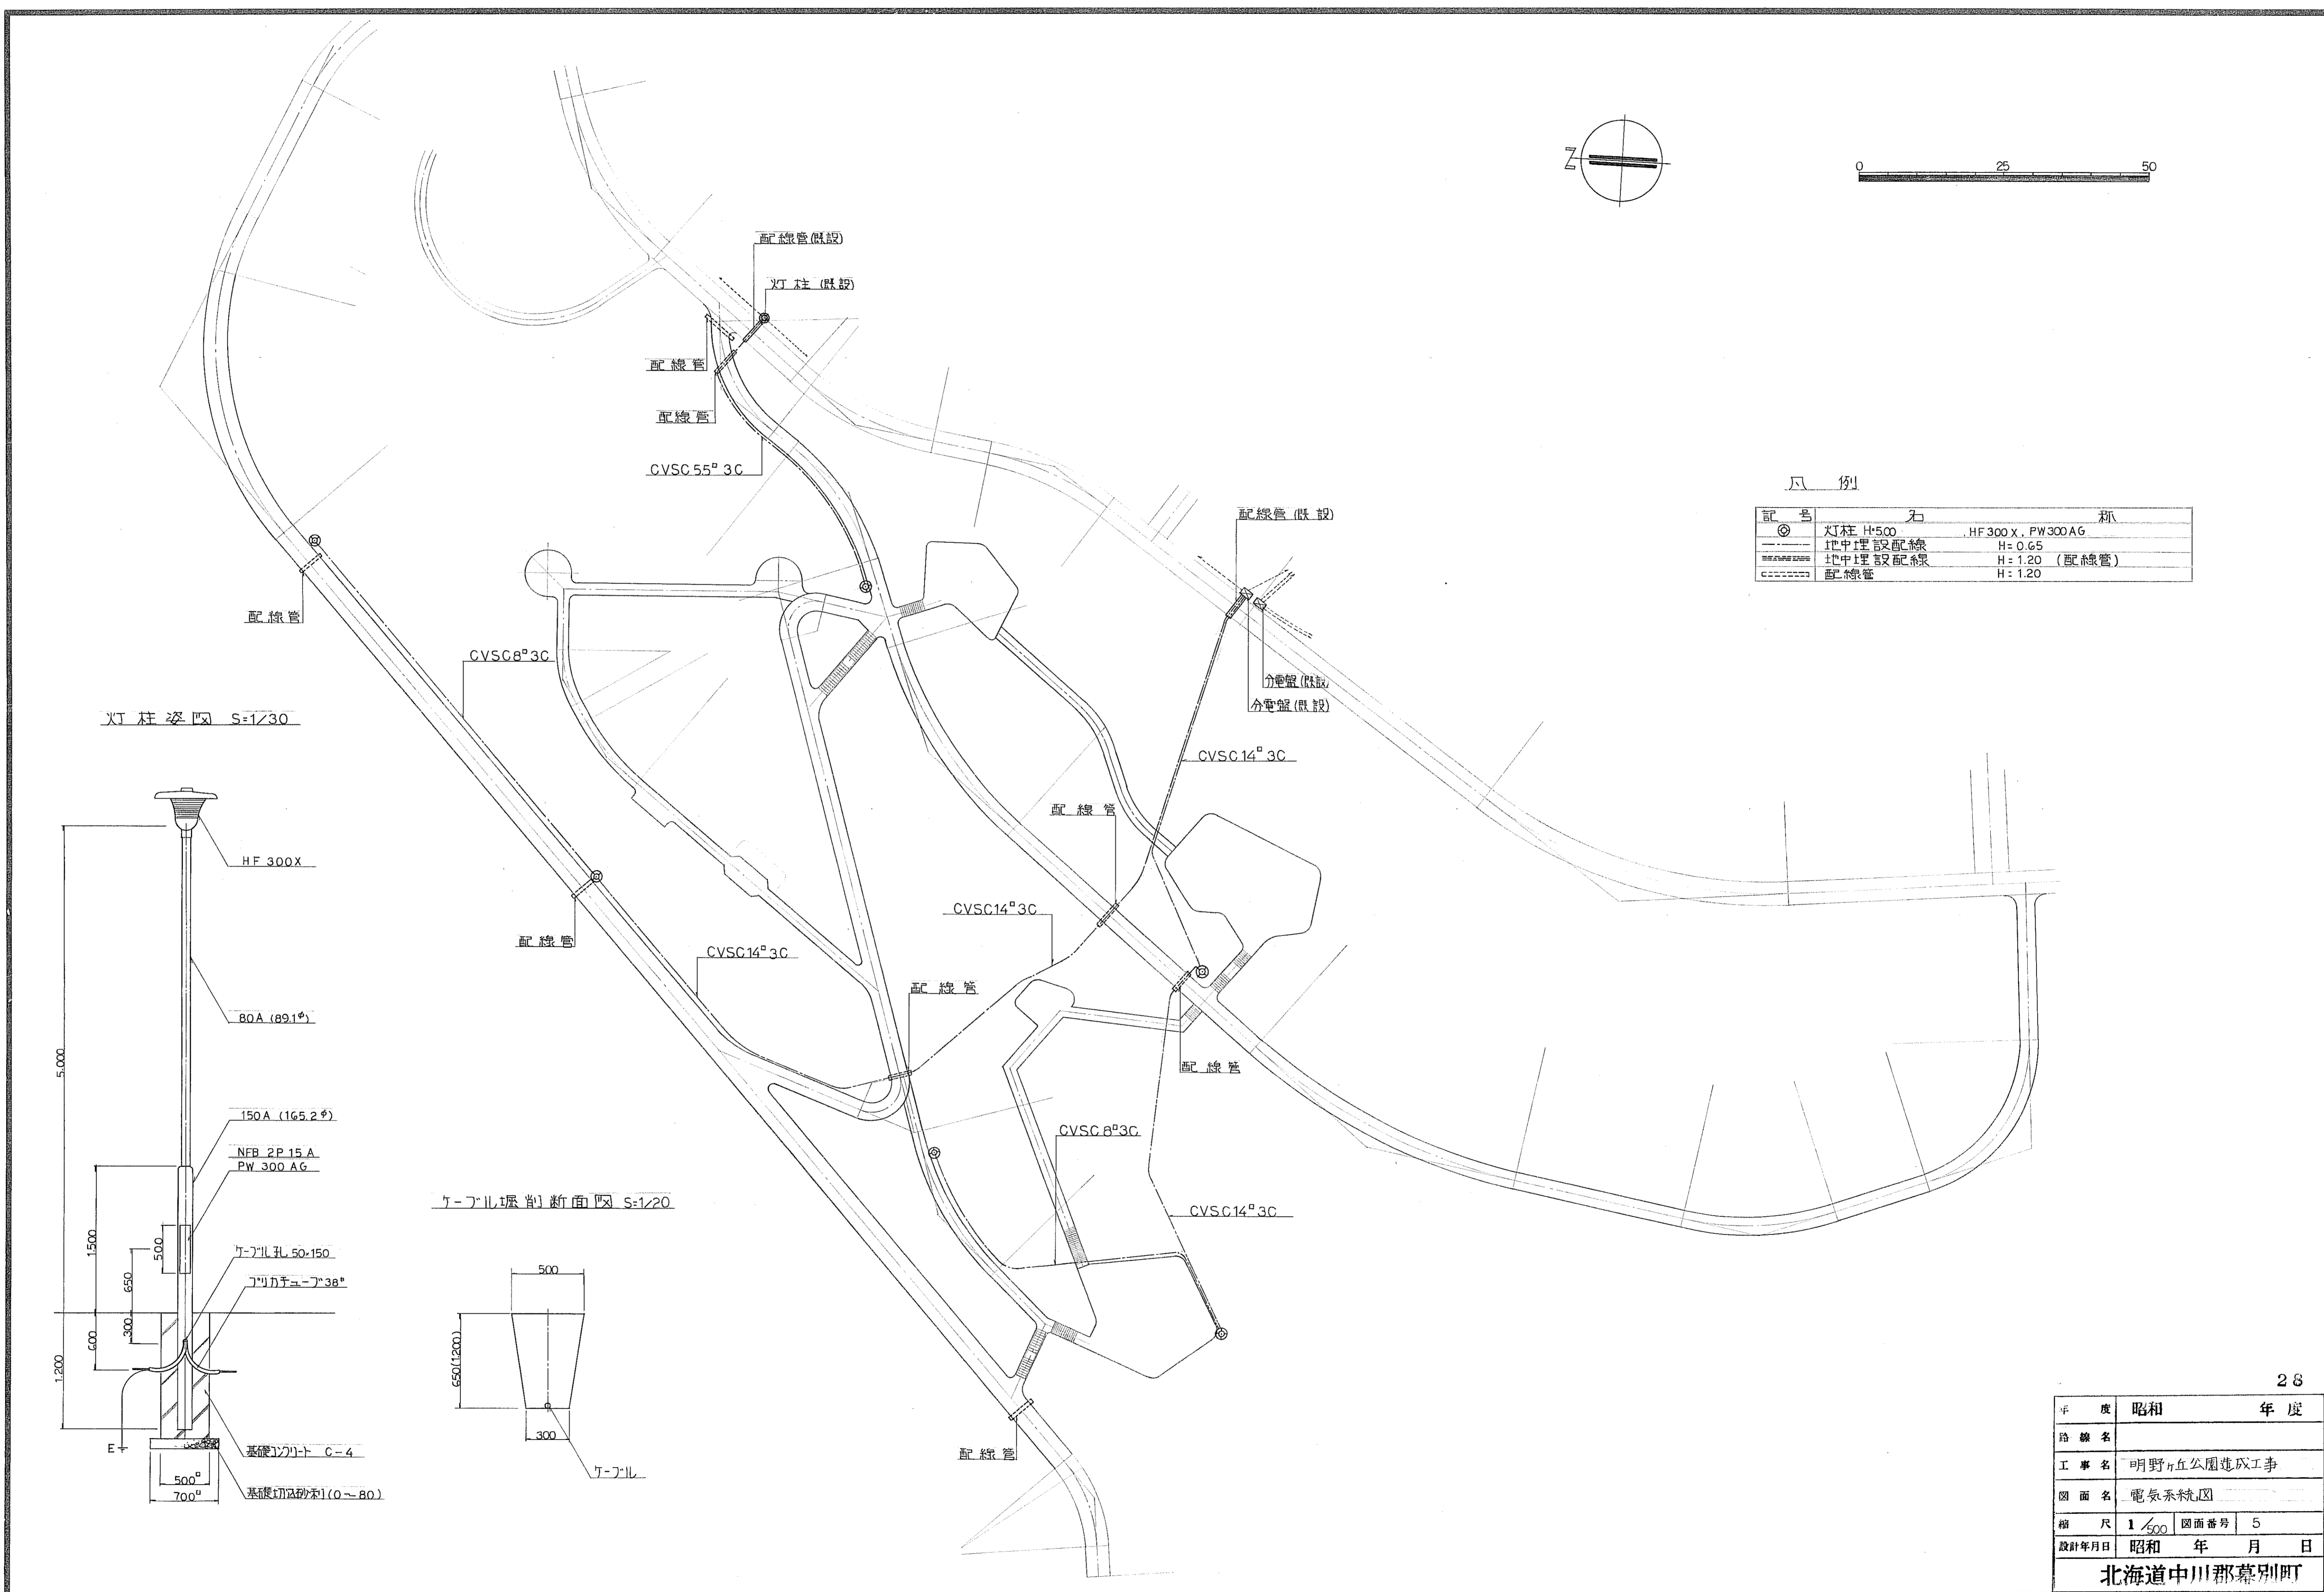 Z
0 25 50
配線管(既設)
灯柱 (既設)
配線管
配線管
CVSC 5.5□ 3C
配線管 (既設)
凡 例
記号 名 称
灯柱 H=5.00 HF300X. PW300AG
地中埋設配線 H=0.65
地中埋設配線 H=1.20 (配線管)
配線管 H=1.20
配線管
CVSC8□3C
分電盤(既設)
分電盤(既設)
CVSC14□3C
配線管
CVSC14□3C
配線管
CVSC14□3C
配線管
配線管
CVSC8□3C
CVSC14□3C
配線管
灯柱姿図 S=1/30
HF 300X
80A (89.1φ)
5.000
150A (165.2φ)
NFB 2P 15A
PW 300 AG
1.500
500
650
ケーブル孔 50×150
プリカチューブ38□
300
600
1.200
E
基礎コンクリート C-4
500□
700□
基礎切込砂利(0~80)
ケーブル堀削断面図 S=1/20
500
650(1200)
300
ケーブル
28
年度 昭和 年度
路線名
工事名 明野ヶ丘公園造成工事
図面名 電気系統図
縮尺 1/500 図面番号 5
設計年月日 昭和 年 月 日
北海道中川郡幕別町